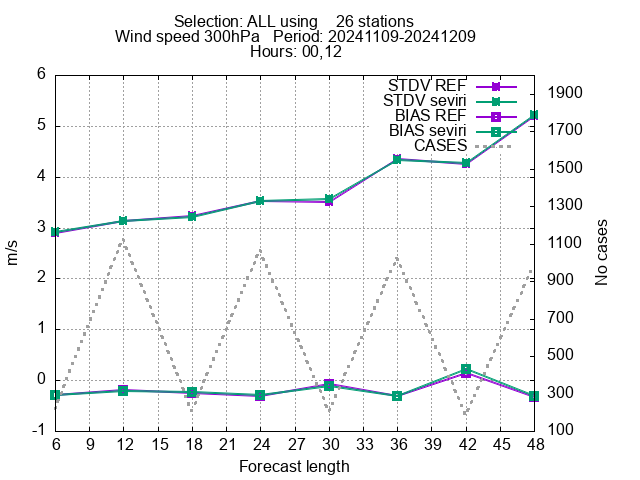 Selection: ALL using    26 stations
Wind speed 300hPa   Period: 20241109-20241209
Hours: 00,12
STDV REF
STDV seviri
BIAS REF
BIAS seviri
CASES
6
5
4
3
2
1
0
-1
m/s
1900
1700
1500
1300
1100
900
700
500
300
100
No cases
6 9 12 15 18 21 24 27 30 33 36 39 42 45 48
Forecast length